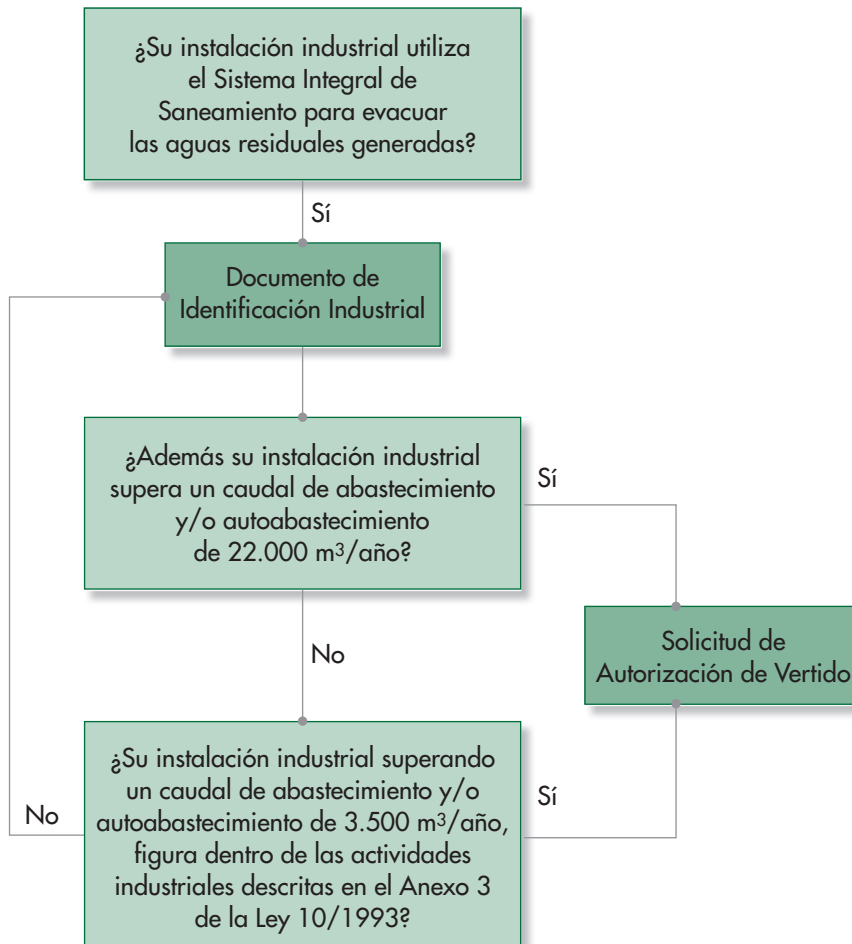 ¿Su instalación industrial utiliza
el Sistema Integral de
Saneamiento para evacuar
las aguas residuales generadas?
Sí
Documento de
Identificación Industrial
¿Además su instalación industrial
supera un caudal de abastecimiento
y/o autoabastecimiento
de 22.000 m³/año?
Sí
No
Solicitud de
Autorización de Vertido
¿Su instalación industrial superando
un caudal de abastecimiento y/o
autoabastecimiento de 3.500 m³/año,
figura dentro de las actividades
industriales descritas en el Anexo 3
de la Ley 10/1993?
Sí
No